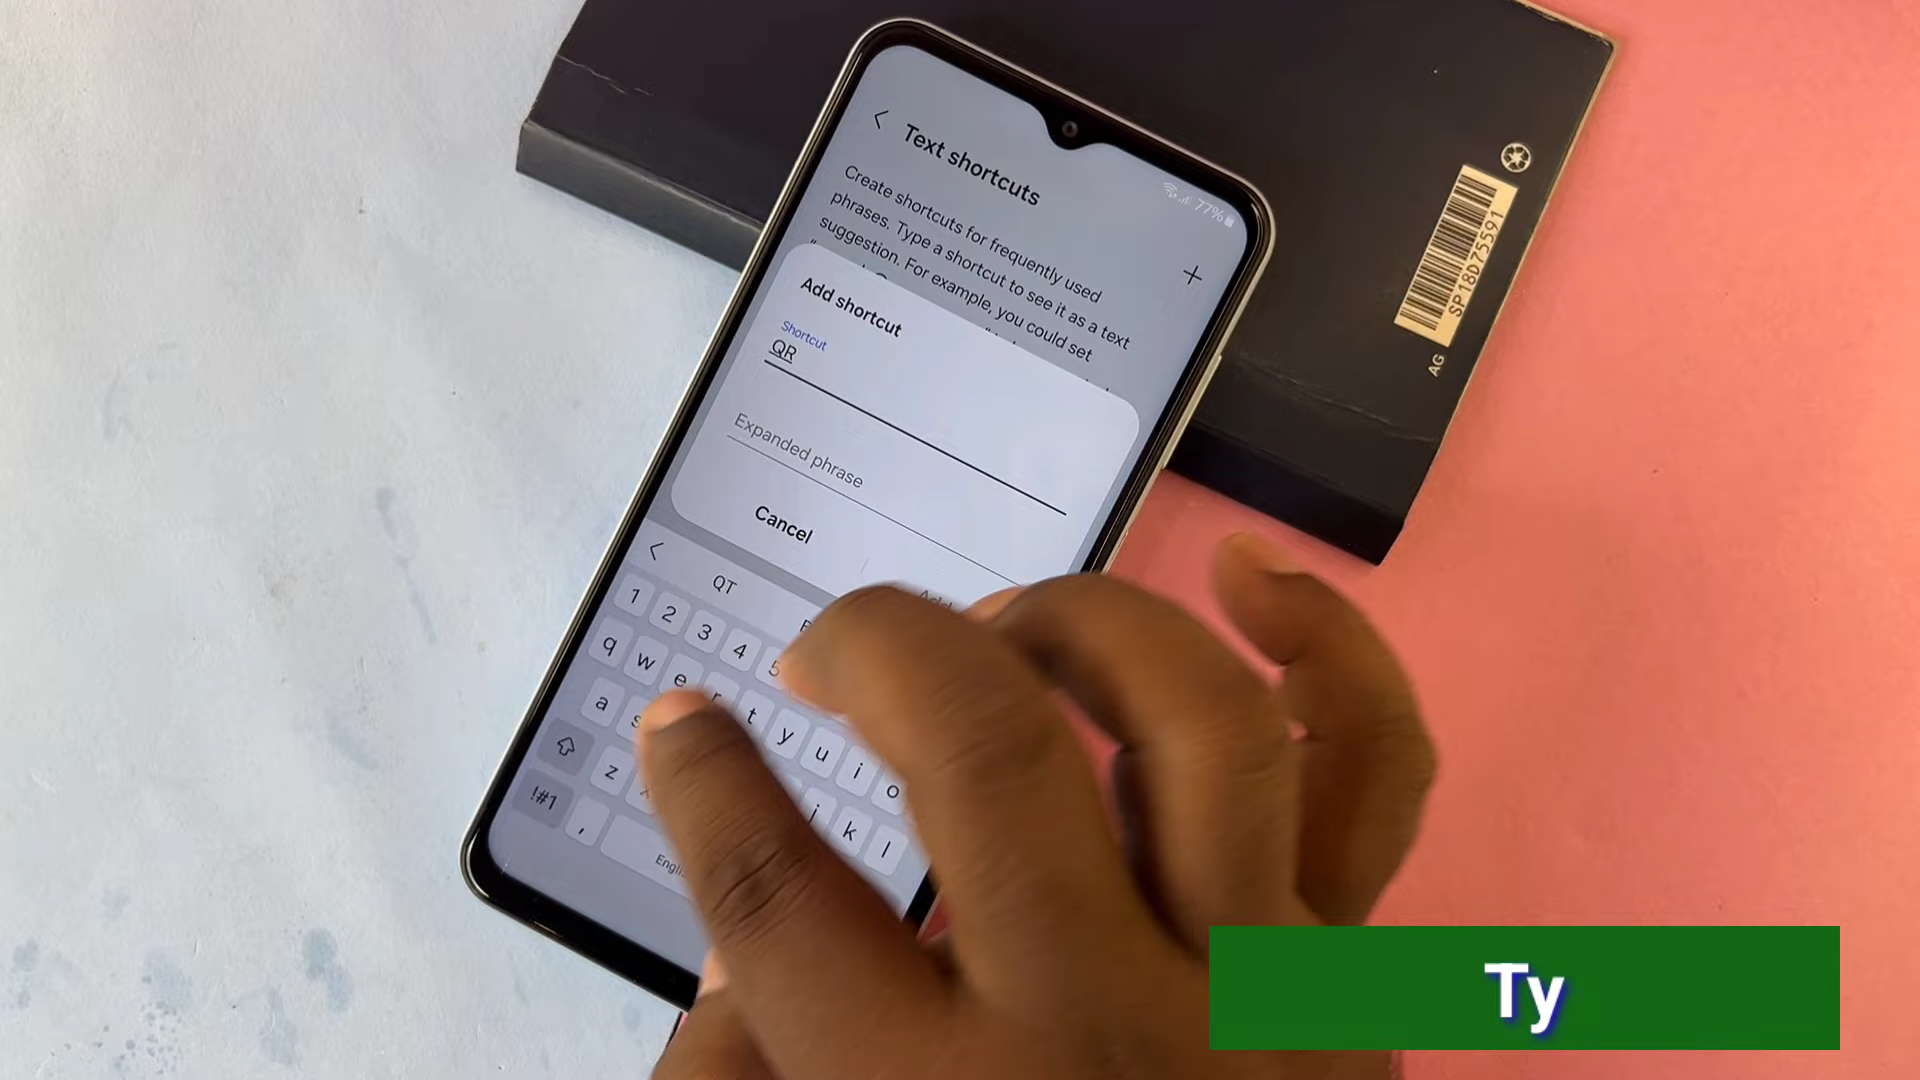 Text shortcuts
77%
Create shortcuts for frequently used
phrases. Type a shortcut to see it as a text
suggestion. For example, you could set
+
Add shortcut
Shortcut
QR
Expanded phrase
Cancel
QT
1 2 3 4 5
q w e r t y u i o
a s j k l
z x
!#1 ,
SP18D75591
AG
Ty